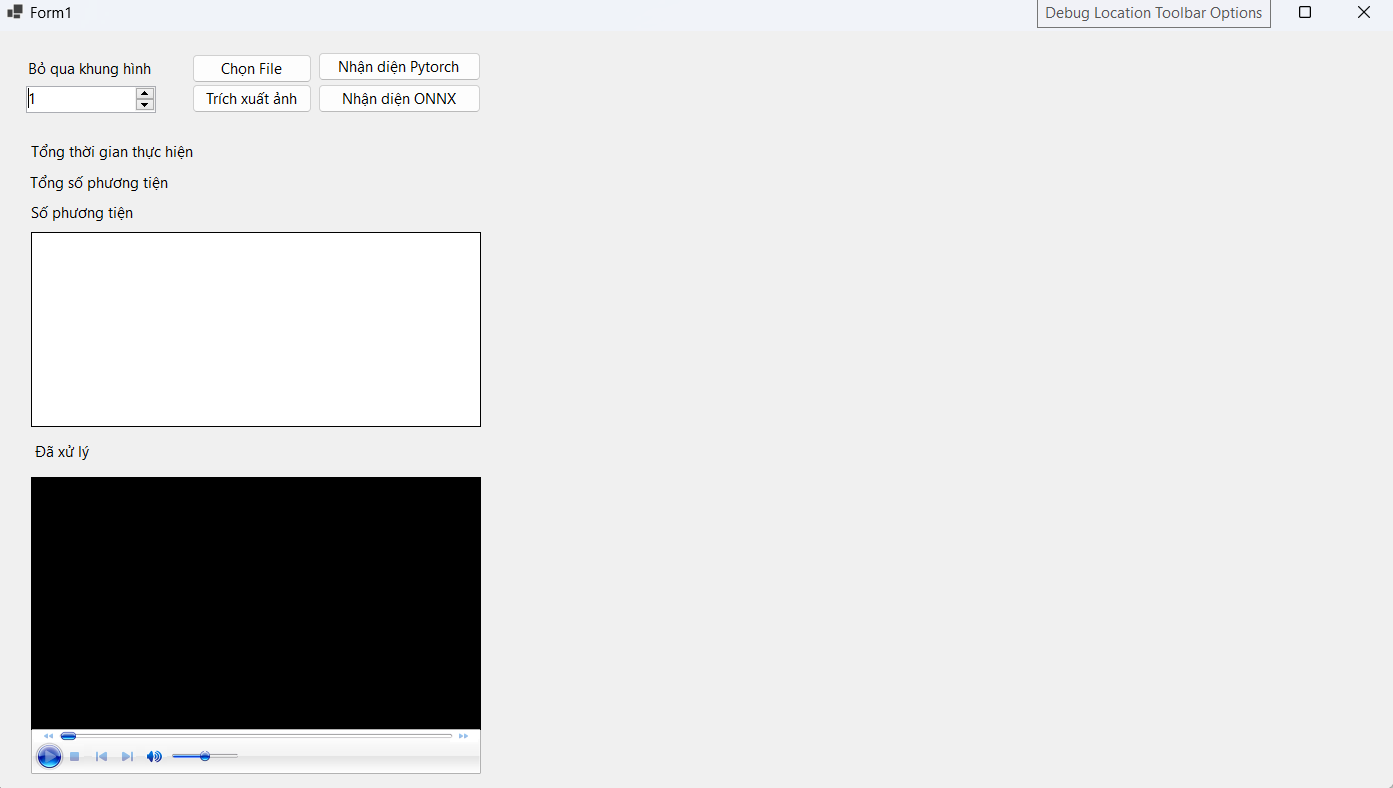 Form1
Debug Location Toolbar Options
Bỏ qua khung hình
Chọn File
Nhận diện Pytorch
1
Trích xuất ảnh
Nhận diện ONNX
Tổng thời gian thực hiện
Tổng số phương tiện
Số phương tiện
Đã xử lý